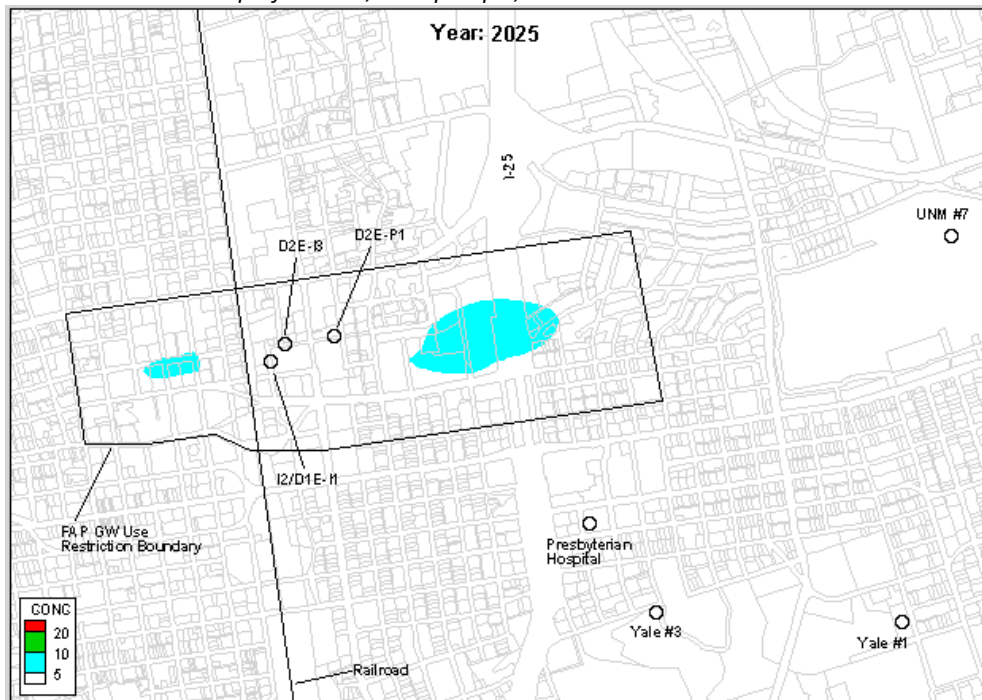 Year: 2025
I-25
UNM #7
D2E-P1
D2E-I3
I2/D1E-I1
FAP GW Use
Restriction Boundary
Presbyterian
Hospital
Yale #3
Yale #1
Railroad
CONC
20
10
5